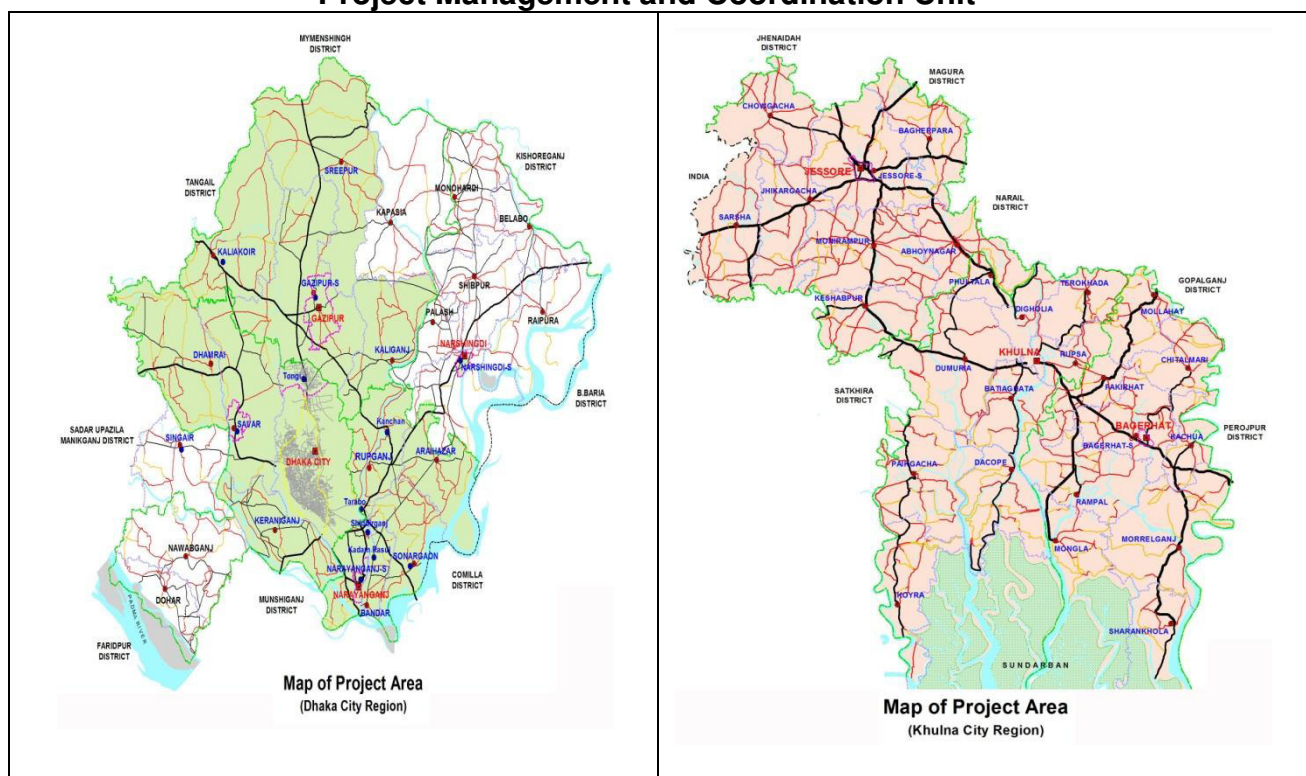 Project Management and Coordination Unit
MYMENSHINGH
DISTRICT
KISHOREGANJ
DISTRICT
TANGAIL
DISTRICT
SREEPUR
MONOHARDI
KAPASIA
BELABO
KALIAKOIR
GAZIPUR-S
GAZIPUR
SHIBPUR
PALASH
RAIPURA
DHAMRAI
KALIGANJ
NARSHINGDI
NARSHINGDI-S
Tongi
B.BARIA
DISTRICT
SADAR UPAZILA
MANIKGANJ DISTRICT
SINGAIR
SAVAR
Kanchan
DHAKA CITY
RUPGANJ
ARAIHAZAR
Tarabo
KERANIGANJ
Kadam Rasul
SONARGAON
NAWABGANJ
NARAYANGANJ-S
NARAYANGANJ
DOHAR
MUNSHIGANJ
DISTRICT
BANDAR
COMILLA
DISTRICT
PADMA RIVER
FARIDPUR
DISTRICT
Map of Project Area
(Dhaka City Region)
JHENAIDAH
DISTRICT
MAGURA
DISTRICT
CHOWGACHA
BAGHERPARA
INDIA
JESSORE
JESSORE-S
JHIKARGACHA
NARAIL
DISTRICT
SARSHA
MONIRAMPUR
ABHOYNAGAR
PHULTALA
TEROKHADA
GOPALGANJ
DISTRICT
KESHABPUR
DIGHOLIA
MOLLAHAT
KHULNA
RUPSA
CHITALMARI
DUMURIA
SATKHIRA
DISTRICT
BATIAGHATA
FAKIRHAT
BAGERHAT
PEROJPUR
DISTRICT
BAGERHAT-S
KACHUA
PAIKGACHA
DACOPE
RAMPAL
MONGLA
MORRELGANJ
KOYRA
SHARANKHOLA
SUNDARBAN
Map of Project Area
(Khulna City Region)